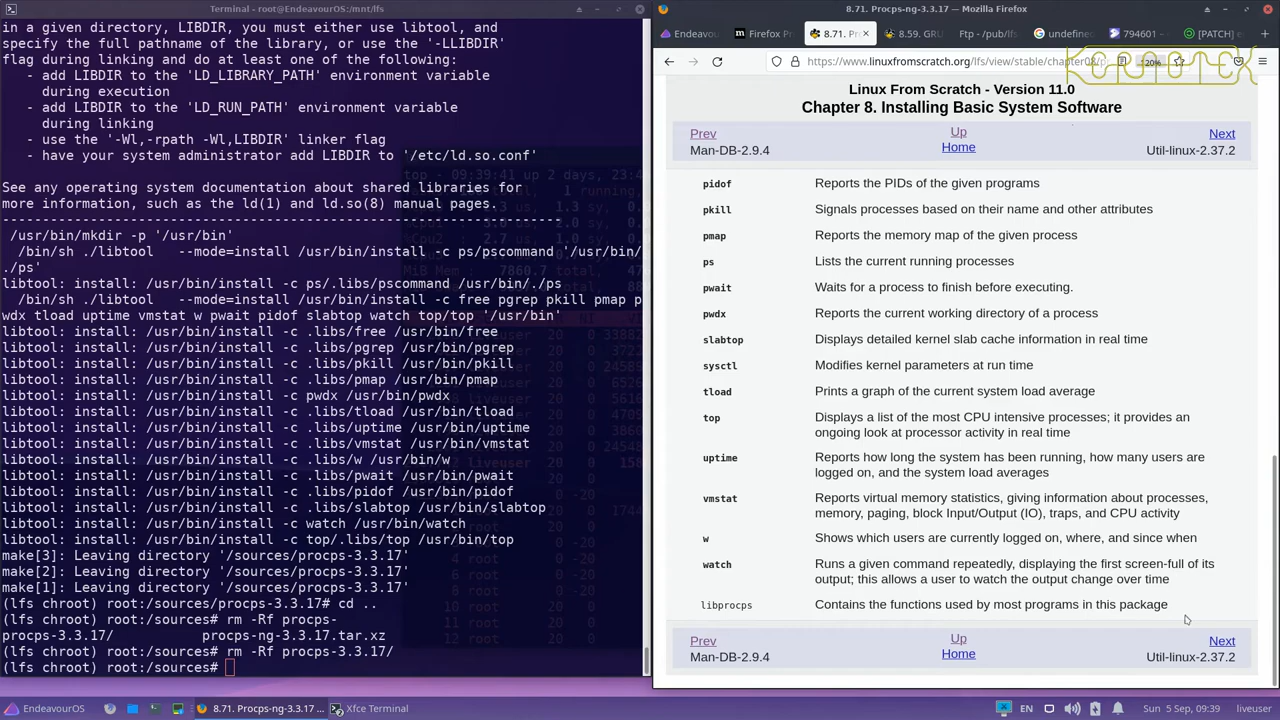 Terminal - root@EndeavourOS:/mnt/lfs
in a given directory, LIBDIR, you must either use libtool, and
specify the full pathname of the library, or use the '-LLIBDIR'
flag during linking and do at least one of the following:
- add LIBDIR to the 'LD_LIBRARY_PATH' environment variable
during execution
- add LIBDIR to the 'LD_RUN_PATH' environment variable
during linking
- use the '-Wl,-rpath -Wl,LIBDIR' linker flag
- have your system administrator add LIBDIR to '/etc/ld.so.conf'
See any operating system documentation about shared libraries for
more information, such as the ld(1) and ld.so(8) manual pages.
----------------------------------------------------------------------
/usr/bin/mkdir -p '/usr/bin'
/bin/sh ./libtool   --mode=install /usr/bin/install -c ps/pscommand '/usr/bin/
./ps'
libtool: install: /usr/bin/install -c ps/.libs/pscommand /usr/bin/./ps
/bin/sh ./libtool   --mode=install /usr/bin/install -c free pgrep pkill pmap p
wdx tload uptime vmstat w pwait pidof slabtop watch top/top '/usr/bin'
libtool: install: /usr/bin/install -c .libs/free /usr/bin/free
libtool: install: /usr/bin/install -c .libs/pgrep /usr/bin/pgrep
libtool: install: /usr/bin/install -c .libs/pkill /usr/bin/pkill
libtool: install: /usr/bin/install -c .libs/pmap /usr/bin/pmap
libtool: install: /usr/bin/install -c pwdx /usr/bin/pwdx
libtool: install: /usr/bin/install -c .libs/tload /usr/bin/tload
libtool: install: /usr/bin/install -c .libs/uptime /usr/bin/uptime
libtool: install: /usr/bin/install -c .libs/vmstat /usr/bin/vmstat
libtool: install: /usr/bin/install -c .libs/w /usr/bin/w
libtool: install: /usr/bin/install -c .libs/pwait /usr/bin/pwait
libtool: install: /usr/bin/install -c .libs/pidof /usr/bin/pidof
libtool: install: /usr/bin/install -c .libs/slabtop /usr/bin/slabtop
libtool: install: /usr/bin/install -c watch /usr/bin/watch
libtool: install: /usr/bin/install -c top/.libs/top /usr/bin/top
make[3]: Leaving directory '/sources/procps-3.3.17'
make[2]: Leaving directory '/sources/procps-3.3.17'
make[1]: Leaving directory '/sources/procps-3.3.17'
(lfs chroot) root:/sources/procps-3.3.17# cd ..
(lfs chroot) root:/sources# rm -Rf procps-
procps-3.3.17/           procps-ng-3.3.17.tar.xz
(lfs chroot) root:/sources# rm -Rf procps-3.3.17/
(lfs chroot) root:/sources#
8.71. Procps-ng-3.3.17 — Mozilla Firefox
Endeavou
Firefox Pr
8.71. Pr
8.59. GRU
Ftp - pub/lfs
undefined
794601 –
[PATCH] e
https://www.linuxfromscratch.org/lfs/view/stable/chapter08/
120%
Linux From Scratch - Version 11.0
Chapter 8. Installing Basic System Software
Prev
Up
Next
Man-DB-2.9.4
Home
Util-linux-2.37.2
pidof Reports the PIDs of the given programs
pkill Signals processes based on their name and other attributes
pmap Reports the memory map of the given process
ps Lists the current running processes
pwait Waits for a process to finish before executing.
pwdx Reports the current working directory of a process
slabtop Displays detailed kernel slab cache information in real time
sysctl Modifies kernel parameters at run time
tload Prints a graph of the current system load average
top Displays a list of the most CPU intensive processes; it provides an
ongoing look at processor activity in real time
uptime Reports how long the system has been running, how many users are
logged on, and the system load averages
vmstat Reports virtual memory statistics, giving information about processes,
memory, paging, block Input/Output (IO), traps, and CPU activity
w Shows which users are currently logged on, where, and since when
watch Runs a given command repeatedly, displaying the first screen-full of its
output; this allows a user to watch the output change over time
libprocps Contains the functions used by most programs in this package
Prev
Up
Next
Man-DB-2.9.4
Home
Util-linux-2.37.2
EndeavourOS
8.71. Procps-ng-3.3.17 ...
Xfce Terminal
EN
Sun 5 Sep, 09:39
liveuser